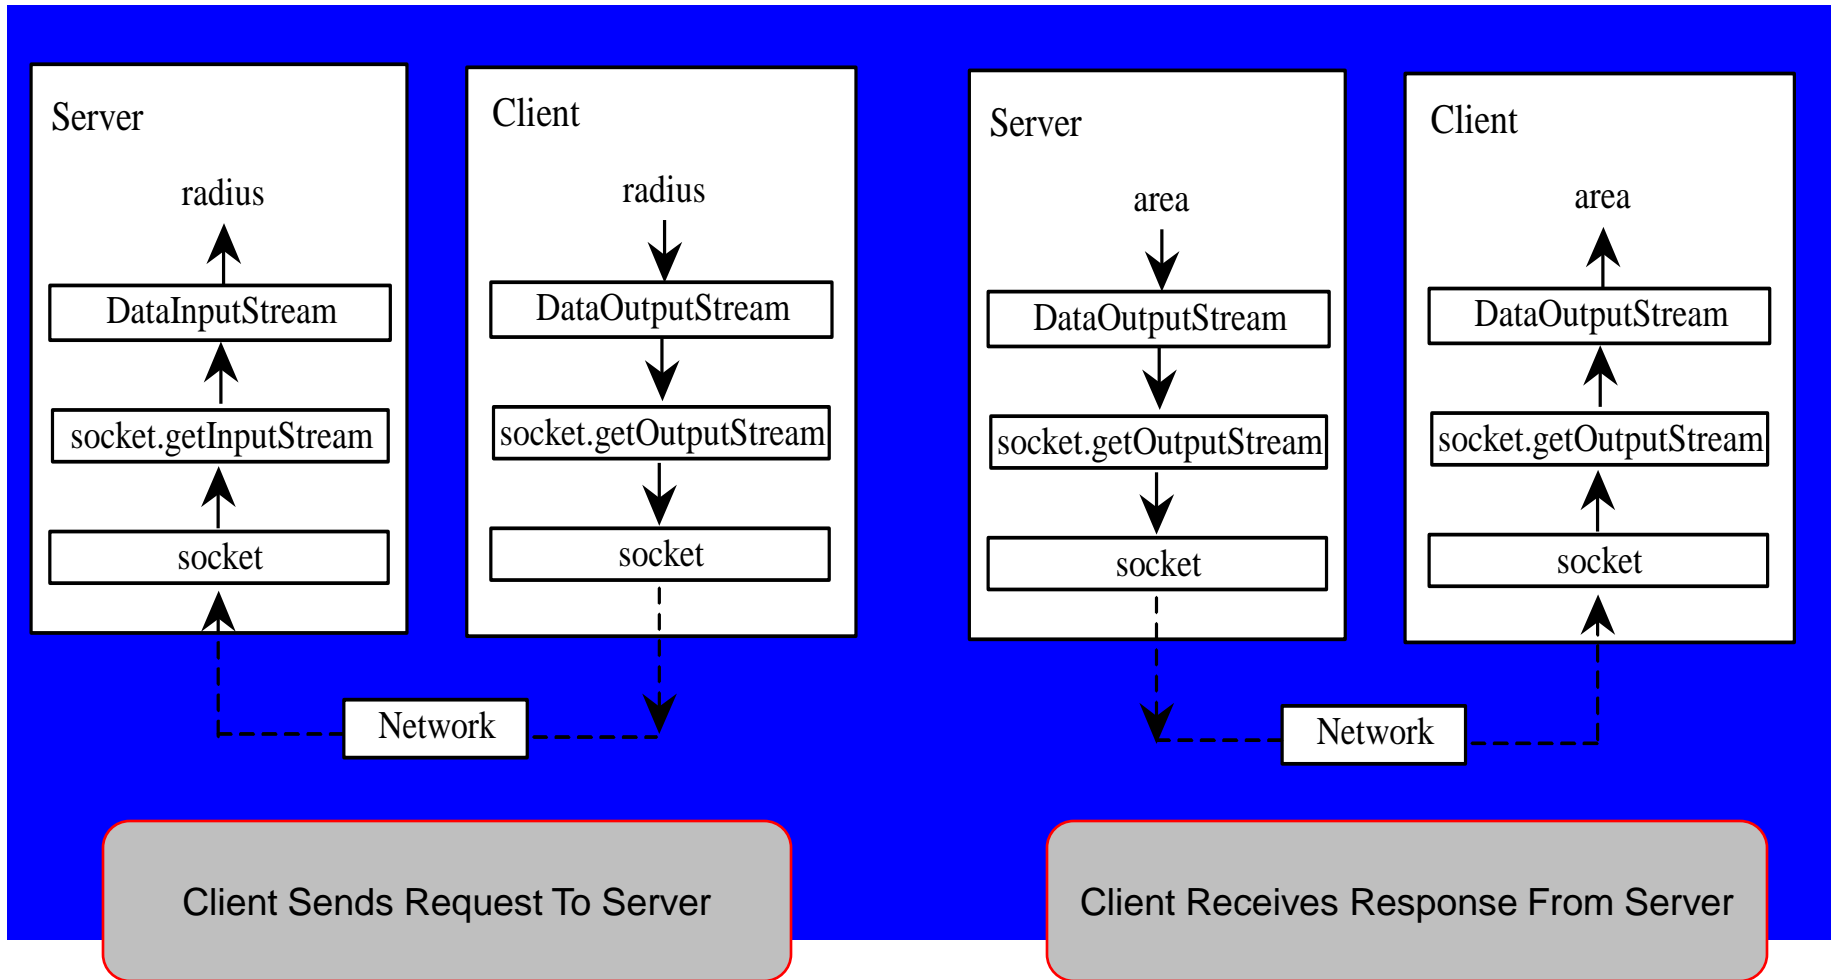 Server
radius
DataInputStream
socket.getInputStream
socket
Client
radius
DataOutputStream
socket.getOutputStream
socket
Network
Client Sends Request To Server
Server
area
DataOutputStream
socket.getOutputStream
socket
Client
area
DataOutputStream
socket.getOutputStream
socket
Network
Client Receives Response From Server